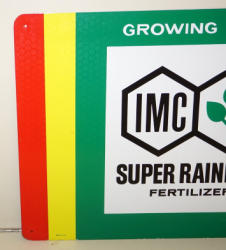 GROWING
IMC
SUPER RAIN
FERTILIZER